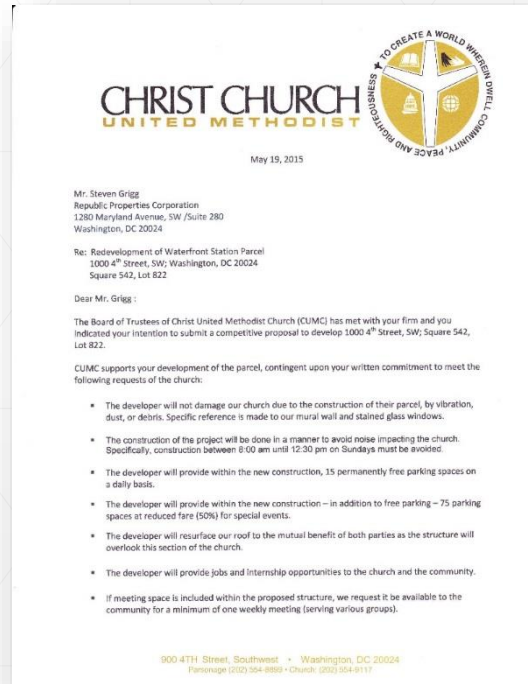 CHRIST CHURCH
UNITED METHODIST
TO CREATE A WORLD WHEREIN DWELL COMMUNITY, PEACE AND RIGHTEOUSNESS
May 19, 2015
Mr. Steven Grigg
Republic Properties Corporation
1280 Maryland Avenue, SW /Suite 280
Washington, DC 20024
Re: Redevelopment of Waterfront Station Parcel
1000 4th Street, SW; Washington, DC 20024
Square 542, Lot 822
Dear Mr. Grigg :
The Board of Trustees of Christ United Methodist Church (CUMC) has met with your firm and you
indicated your intention to submit a competitive proposal to develop 1000 4th Street, SW; Square 542,
Lot 822.
CUMC supports your development of the parcel, contingent upon your written commitment to meet the
following requests of the church:
• The developer will not damage our church due to the construction of their parcel, by vibration,
dust, or debris. Specific reference is made to our mural wall and stained glass windows.
• The construction of the project will be done in a manner to avoid noise impacting the church.
Specifically, construction between 8:00 am until 12:30 pm on Sundays must be avoided.
• The developer will provide within the new construction, 15 permanently free parking spaces on
a daily basis.
• The developer will provide within the new construction – in addition to free parking – 75 parking
spaces at reduced fare (50%) for special events.
• The developer will resurface our roof to the mutual benefit of both parties as the structure will
overlook this section of the church.
• The developer will provide jobs and internship opportunities to the church and the community.
• If meeting space is included within the proposed structure, we request it be available to the
community for a minimum of one weekly meeting (serving various groups).
900 4TH Street, Southwest • Washington, DC 20024
Parsonage (202) • Church: (202) 554-9117